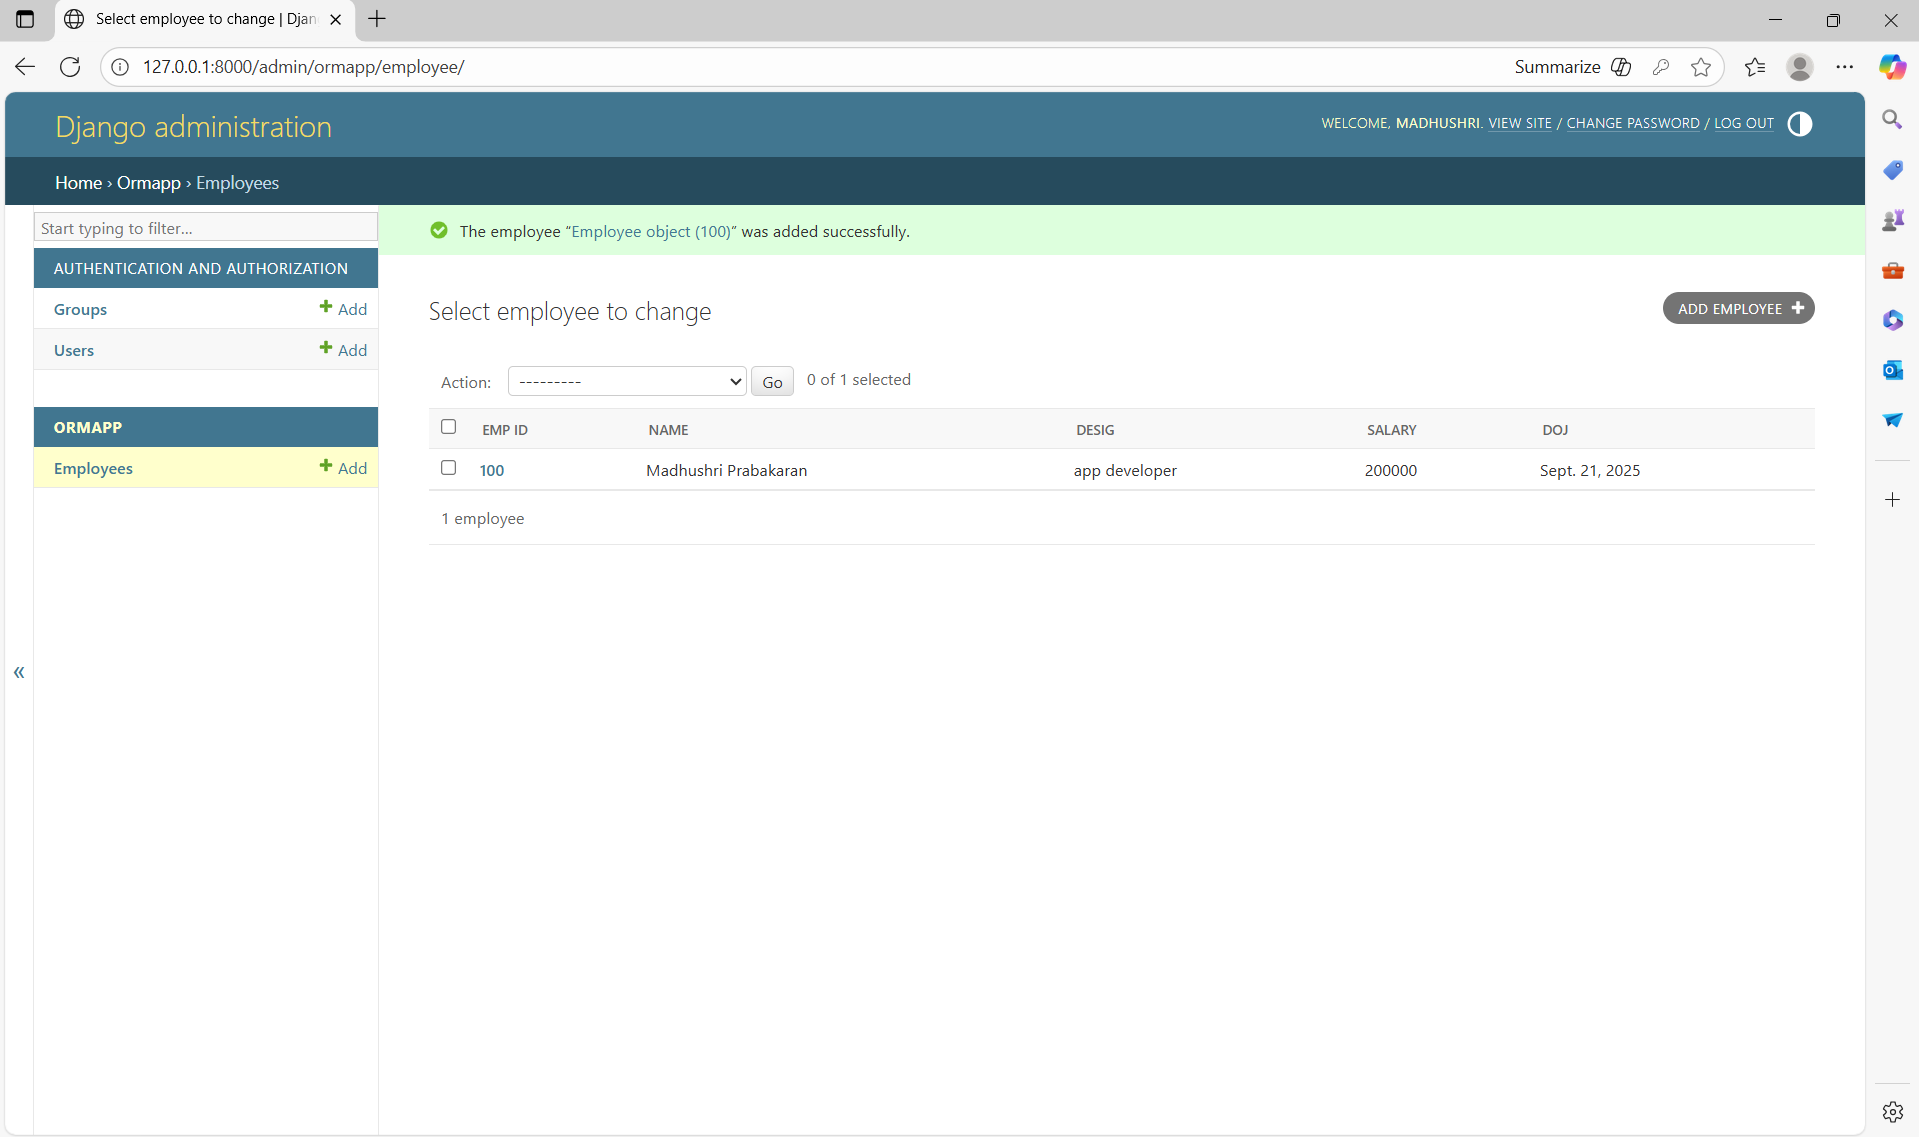 Select employee to change | Djan
127.0.0.1:8000/admin/ormapp/employee/
Summarize
Django administration
WELCOME, MADHUSHRI. VIEW SITE / CHANGE PASSWORD / LOG OUT
Home › Ormapp › Employees
Start typing to filter...
The employee “Employee object (100)” was added successfully.
AUTHENTICATION AND AUTHORIZATION
Groups Add
Users Add
ORMAPP
Employees Add
Select employee to change
ADD EMPLOYEE
Action: --------- Go 0 of 1 selected
EMP ID NAME DESIG SALARY DOJ
100 Madhushri Prabakaran app developer 200000 Sept. 21, 2025
1 employee
«